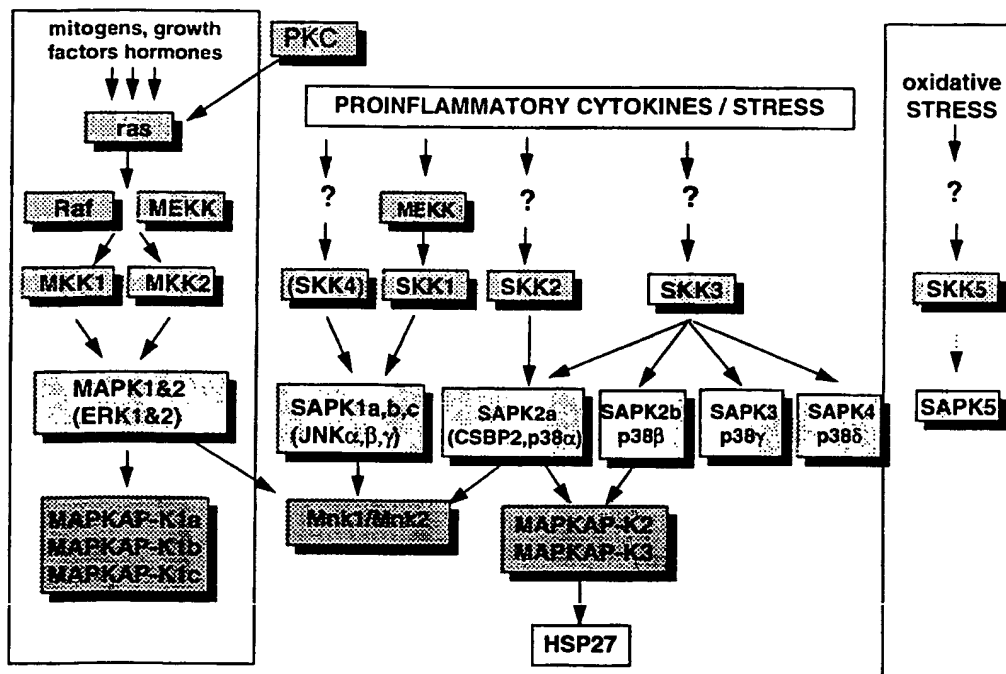 mitogens, growth
factors hormones
PKC
ras
Raf
MEKK
MKK1
MKK2
MAPK1&2
(ERK1&2)
MAPKAP-K1a
MAPKAP-K1b
MAPKAP-K1c
PROINFLAMMATORY CYTOKINES / STRESS
?
MEKK
?
?
(SKK4)
SKK1
SKK2
SKK3
SAPK1a,b,c
(JNKα,β,γ)
SAPK2a
(CSBP2,p38α)
SAPK2b
p38β
SAPK3
p38γ
SAPK4
p38δ
Mnk1/Mnk2
MAPKAP-K2
MAPKAP-K3
HSP27
oxidative
STRESS
?
SKK5
SAPK5